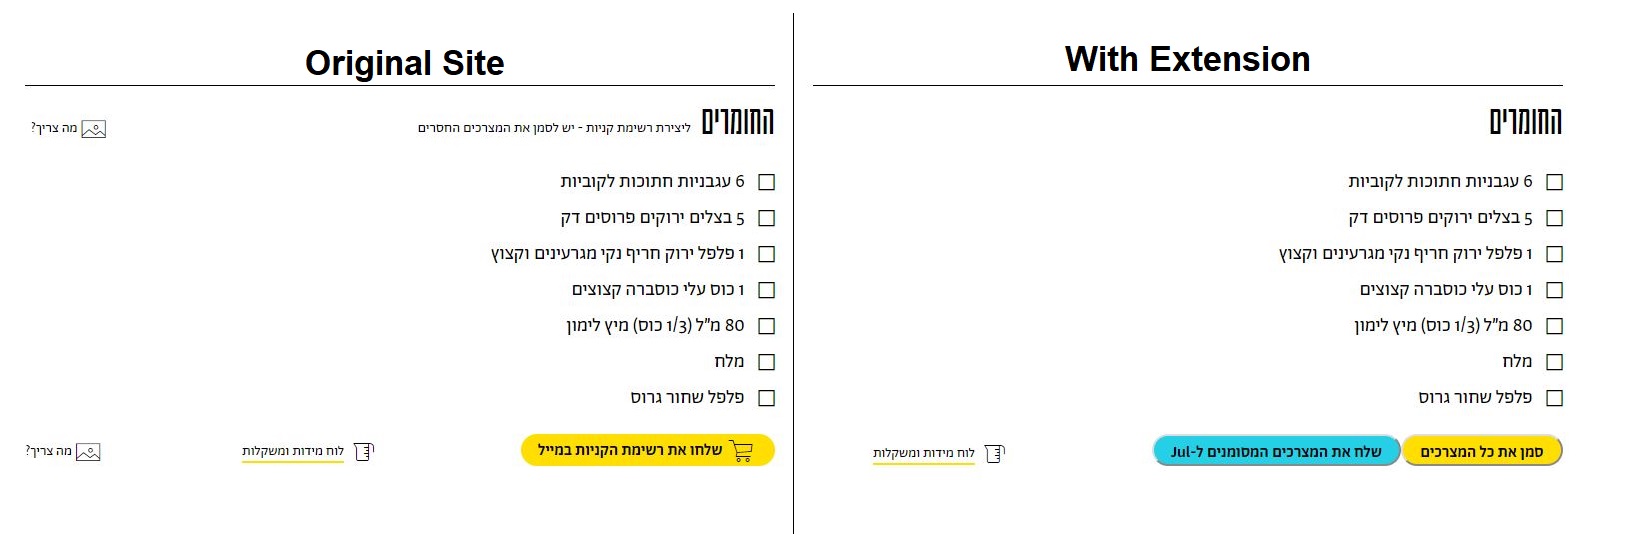 Original Site
החומרים ליצירת רשימת קניות - יש לסמן את המצרכים החסרים
מה צריך?
6 עגבניות חתוכות לקוביות
5 בצלים ירוקים פרוסים דק
1 פלפל ירוק חריף נקי מגרעינים וקצוץ
1 כוס עלי כוסברה קצוצים
80 מ"ל (1/3 כוס) מיץ לימון
מלח
פלפל שחור גרוס
שלחו את רשימת הקניות במייל
לוח מידות ומשקלות
מה צריך?
With Extension
החומרים
6 עגבניות חתוכות לקוביות
5 בצלים ירוקים פרוסים דק
1 פלפל ירוק חריף נקי מגרעינים וקצוץ
1 כוס עלי כוסברה קצוצים
80 מ"ל (1/3 כוס) מיץ לימון
מלח
פלפל שחור גרוס
סמן את כל המצרכים
שלח את המצרכים המסומנים ל-Jul
לוח מידות ומשקלות